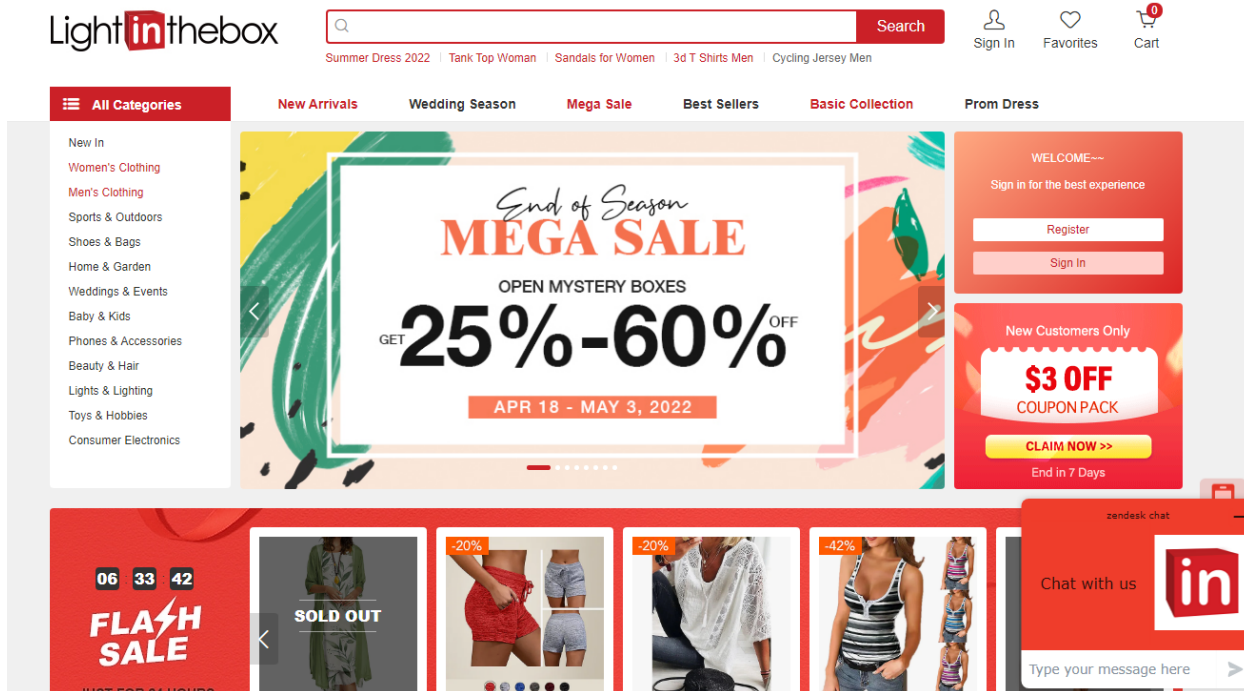 Lightinthebox
Search
Sign In
Favorites
0
Cart
Summer Dress 2022
Tank Top Woman
Sandals for Women
3d T Shirts Men
Cycling Jersey Men
All Categories
New Arrivals
Wedding Season
Mega Sale
Best Sellers
Basic Collection
Prom Dress
New In
Women's Clothing
Men's Clothing
Sports & Outdoors
Shoes & Bags
Home & Garden
Weddings & Events
Baby & Kids
Phones & Accessories
Beauty & Hair
Lights & Lighting
Toys & Hobbies
Consumer Electronics
End of Season
MEGA SALE
OPEN MYSTERY BOXES
GET 25%-60% OFF
APR 18 - MAY 3, 2022
WELCOME~~
Sign in for the best experience
Register
Sign In
New Customers Only
$3 OFF
COUPON PACK
CLAIM NOW >>
End in 7 Days
06 : 33 : 42
FLASH
SALE
JUST FOR 24 HOURS
SOLD OUT
-20%
-20%
-42%
zendesk chat
Chat with us
in
Type your message here